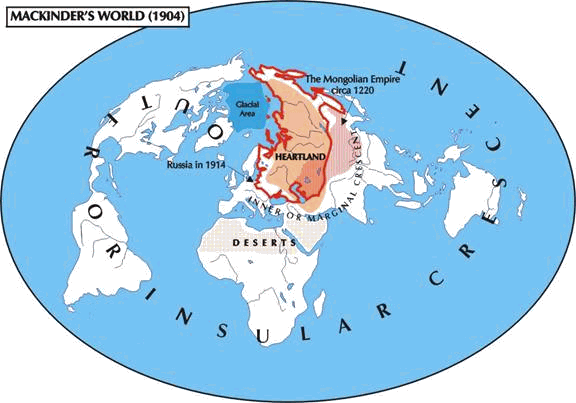 MACKINDER'S WORLD (1904)
The Mongolian Empire
circa 1220
Glacial
Area
HEARTLAND
Russia in 1914
INNER OR MARGINAL CRESCENT
DESERTS
OUTER OR INSULAR CRESCENT